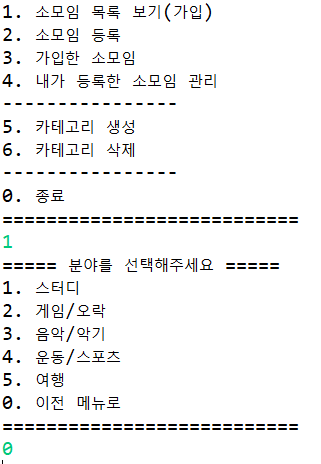 1. 소모임 목록 보기(가입)
2. 소모임 등록
3. 가입한 소모임
4. 내가 등록한 소모임 관리
----------------
5. 카테고리 생성
6. 카테고리 삭제
----------------
0. 종료
===========================
1
===== 분야를 선택해주세요 =====
1. 스터디
2. 게임/오락
3. 음악/악기
4. 운동/스포츠
5. 여행
0. 이전 메뉴로
===========================
0